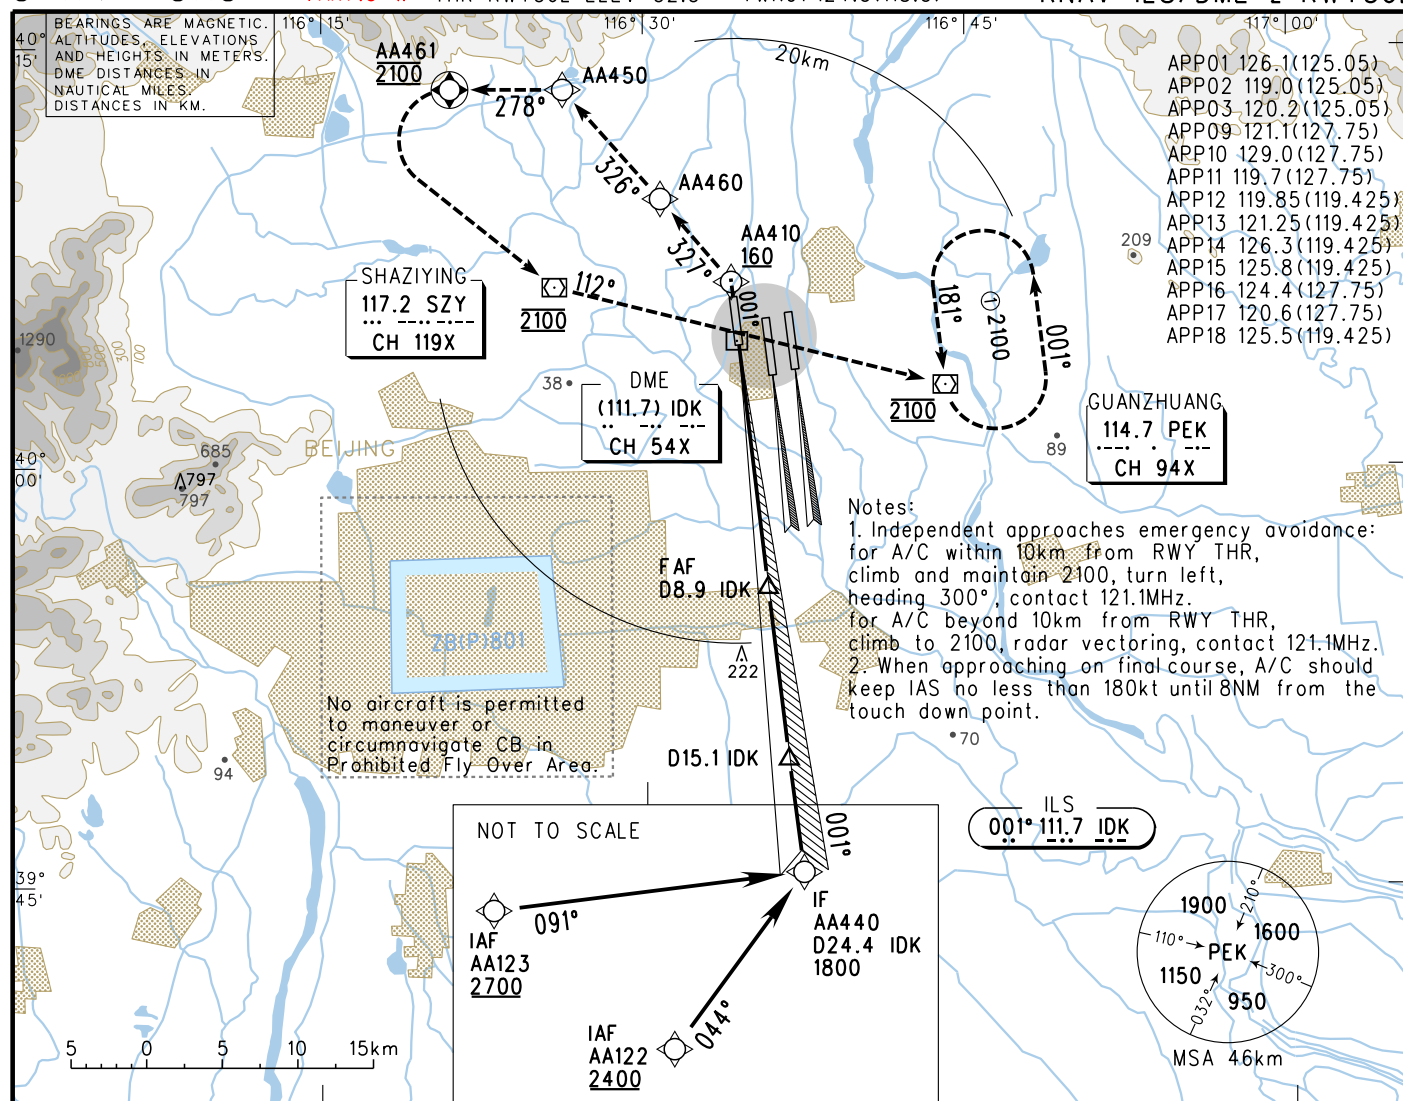 116° 15'
116° 30'
116° 45'
117° 00'
BEARINGS ARE MAGNETIC.
ALTITUDES, ELEVATIONS
AND HEIGHTS IN METERS.
DME DISTANCES IN
NAUTICAL MILES.
DISTANCES IN KM.
40°
15'
AA461
2100
AA450
278°
326°
AA460
327°
AA410
160
001°
20km
APP01 126.1(125.05)
APP02 119.0(125.05)
APP03 120.2(125.05)
APP09 121.1(127.75)
APP10 129.0(127.75)
APP11 119.7(127.75)
APP12 119.85(119.425)
APP13 121.25(119.425)
APP14 126.3(119.425)
APP15 125.8(119.425)
APP16 124.4(127.75)
APP17 120.6(127.75)
APP18 125.5(119.425)
209
SHAZIYING
117.2 SZY
CH 119X
112°
2100
181°
1 2100
001°
2100
1290
300
100
38
DME
(111.7) IDK
CH 54X
GUANZHUANG
114.7 PEK
CH 94X
89
BEIJING
685
797
797
40°
00'
Notes:
1. Independent approaches emergency avoidance:
for A/C within 10km from RWY THR,
climb and maintain 2100, turn left,
heading 300°, contact 121.1MHz.
for A/C beyond 10km from RWY THR,
climb to 2100, radar vectoring, contact 121.1MHz.
2. When approaching on final course, A/C should
keep IAS no less than 180kt until 8NM from the
touch down point.
FAF
D8.9 IDK
ZB(P)801
222
No aircraft is permitted
to maneuver or
circumnavigate CB in
Prohibited Fly Over Area.
D15.1 IDK
70
94
NOT TO SCALE
001°
ILS
001° 111.7 IDK
39°
45'
091°
IAF
AA123
2700
IF
AA440
D24.4 IDK
1800
044°
IAF
AA122
2400
1900
210°
1600
110°
PEK
300°
1150
032°
950
MSA 46km
5 0 5 10 15km